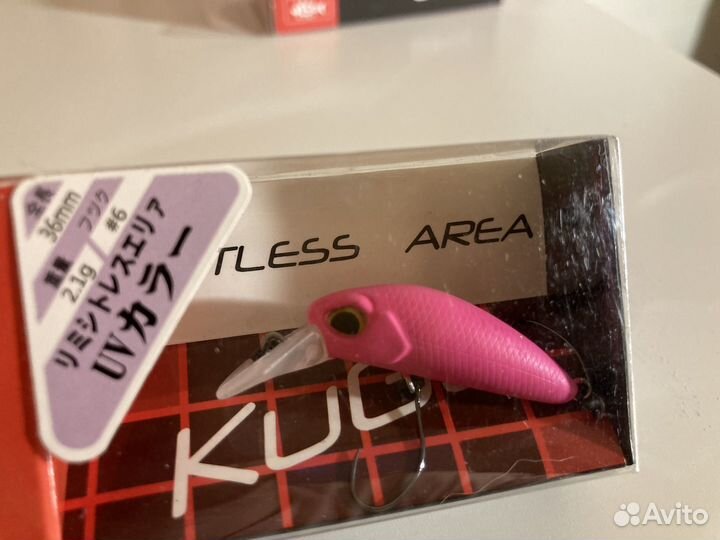 全長
36mm
フック
#6
重量
2.1g
リミットレスエリア
UVカラー
TLESS AREA
KUG
Avito